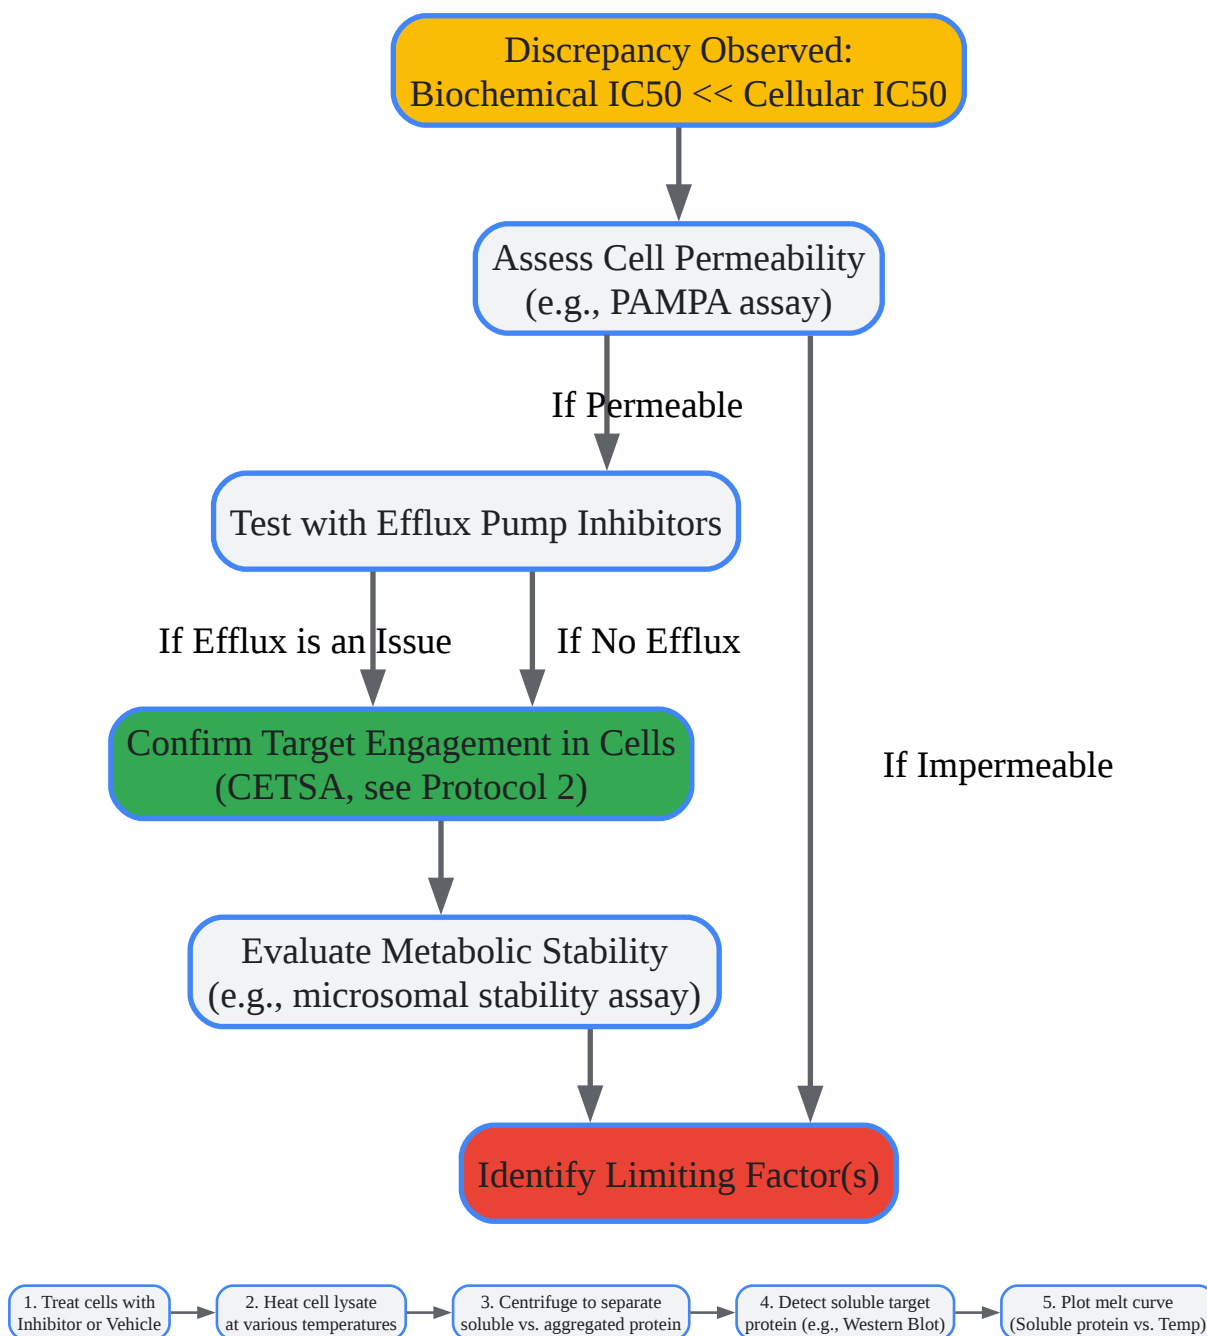 Discrepancy Observed:
Biochemical IC50 << Cellular IC50
Assess Cell Permeability
(e.g., PAMPA assay)
If Permeable
Test with Efflux Pump Inhibitors
If Efflux is an Issue
If No Efflux
Confirm Target Engagement in Cells
(CETSA, see Protocol 2)
If Impermeable
Evaluate Metabolic Stability
(e.g., microsomal stability assay)
Identify Limiting Factor(s)
1. Treat cells with
Inhibitor or Vehicle
2. Heat cell lysate
at various temperatures
3. Centrifuge to separate
soluble vs. aggregated protein
4. Detect soluble target
protein (e.g., Western Blot)
5. Plot melt curve
(Soluble protein vs. Temp)